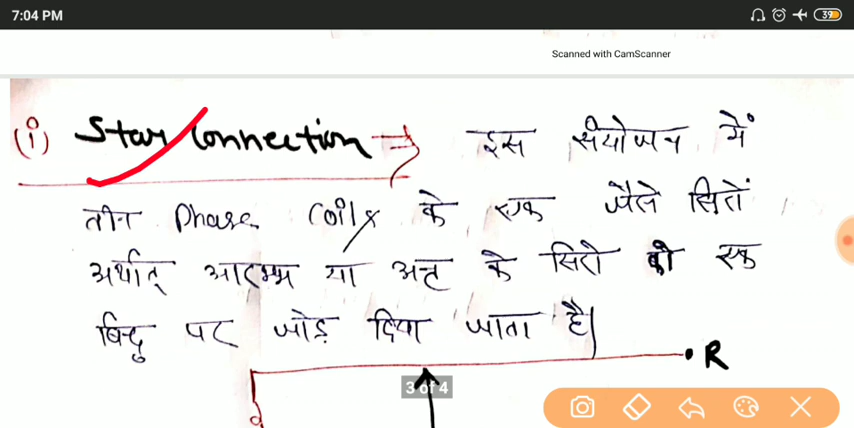 7:04 PM
39
Scanned with CamScanner
(i) Star Connection → इस संयोजन में
तीन Phase Coils के एक जैसे सिरों
अर्थात् आरम्भ या अन्त के सिरो को एक
बिन्दु पर जोड़ दिया जाता है|
R
3 of 4